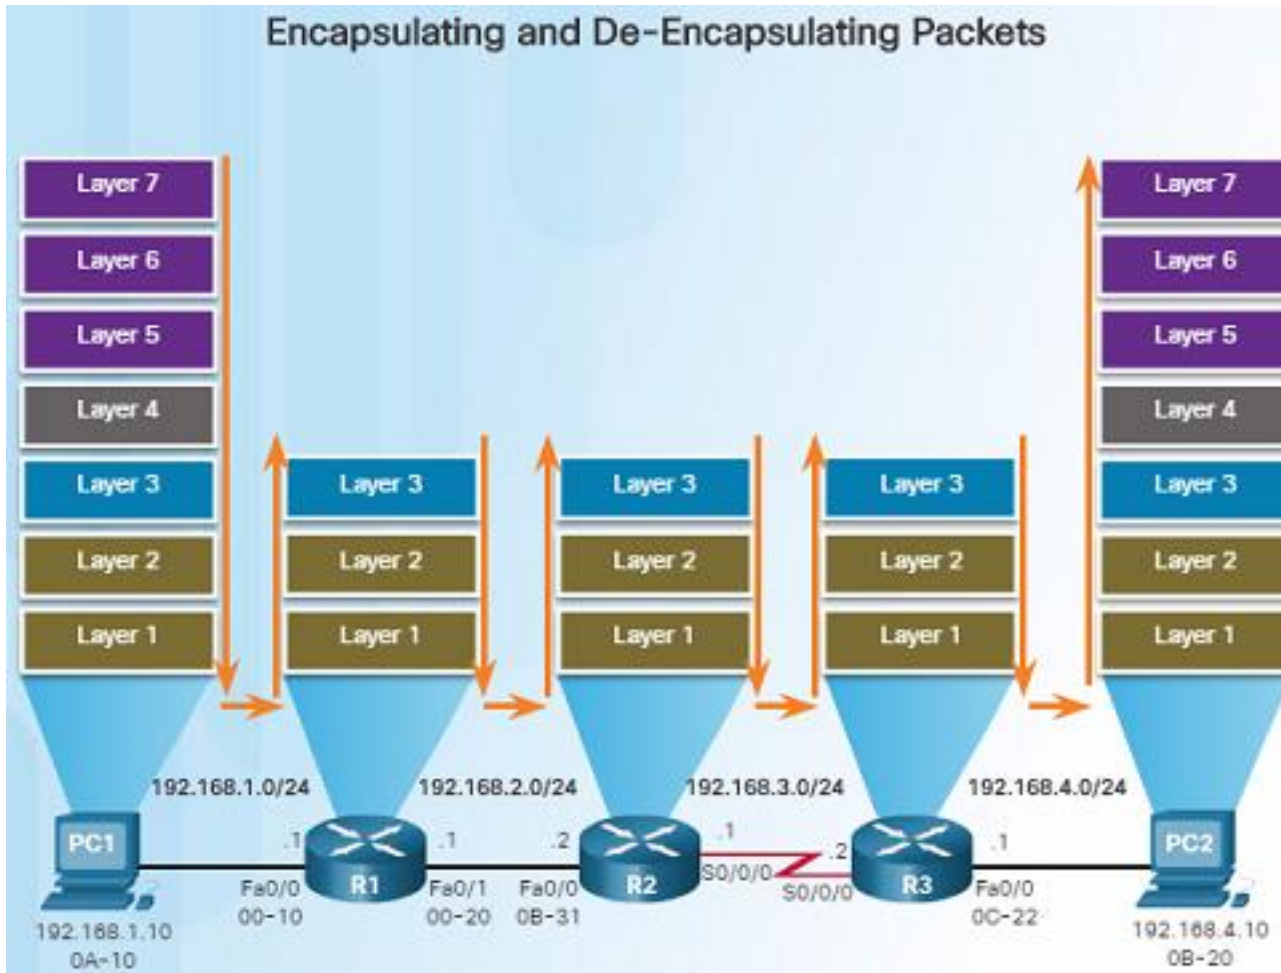 Encapsulating and De-Encapsulating Packets
Layer 7
Layer 6
Layer 5
Layer 4
Layer 3
Layer 2
Layer 1
Layer 3
Layer 2
Layer 1
Layer 3
Layer 2
Layer 1
Layer 3
Layer 2
Layer 1
Layer 7
Layer 6
Layer 5
Layer 4
Layer 3
Layer 2
Layer 1
192.168.1.0/24
192.168.2.0/24
192.168.3.0/24
192.168.4.0/24
PC1
192.168.1.10
0A-10
.1
Fa0/0
00-10
R1
.1
Fa0/1
00-20
.2
Fa0/0
0B-31
R2
.1
S0/0/0
.2
S0/0/0
R3
.1
Fa0/0
0C-22
PC2
192.168.4.10
0B-20